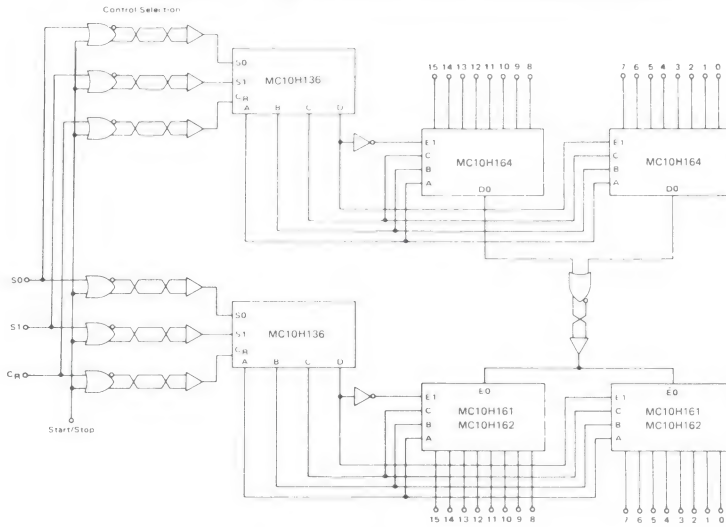 Control Selection
15 14 13 12 11 10 9 8
7 6 5 4 3 2 1 0
S0
S1
CR
MC10H136
A B C D
E1
C
B
A
MC10H164
D0
E1
C
B
A
MC10H164
D0
S0
S1
CR
Start/Stop
S0
S1
CR
MC10H136
A B C D
E0
E1
C
B
A
MC10H161
MC10H162
E0
E1
C
B
A
MC10H161
MC10H162
15 14 13 12 11 10 9 8
7 6 5 4 3 2 1 0